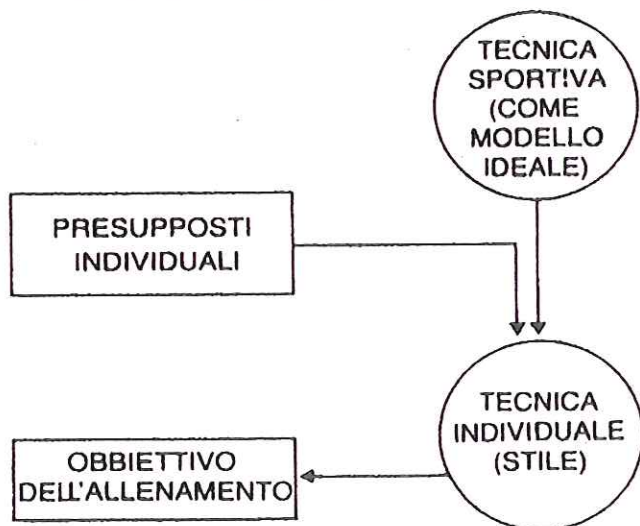 TECNICA
SPORTIVA
(COME
MODELLO
IDEALE)
PRESUPPOSTI
INDIVIDUALI
TECNICA
INDIVIDUALE
(STILE)
OBBIETTIVO
DELL'ALLENAMENTO